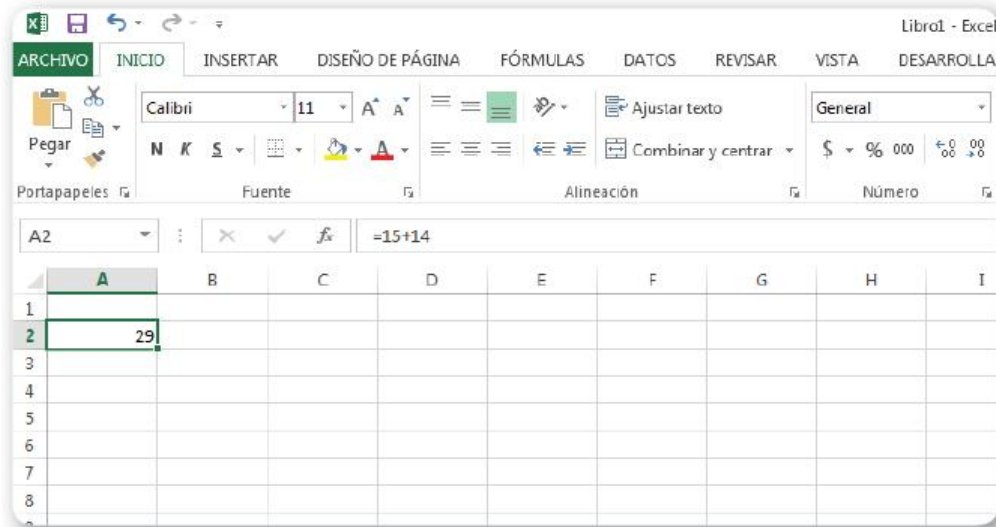 Libro1 - Excel
ARCHIVO INICIO INSERTAR DISEÑO DE PÁGINA FÓRMULAS DATOS REVISAR VISTA DESARROLLA
Calibri 11 A A Ajustar texto General
Pegar N K S A Combinar y centrar $ % 000
Portapapeles Fuente Alineación Número
A2 fx =15+14
A B C D E F G H I
1
2 29
3
4
5
6
7
8